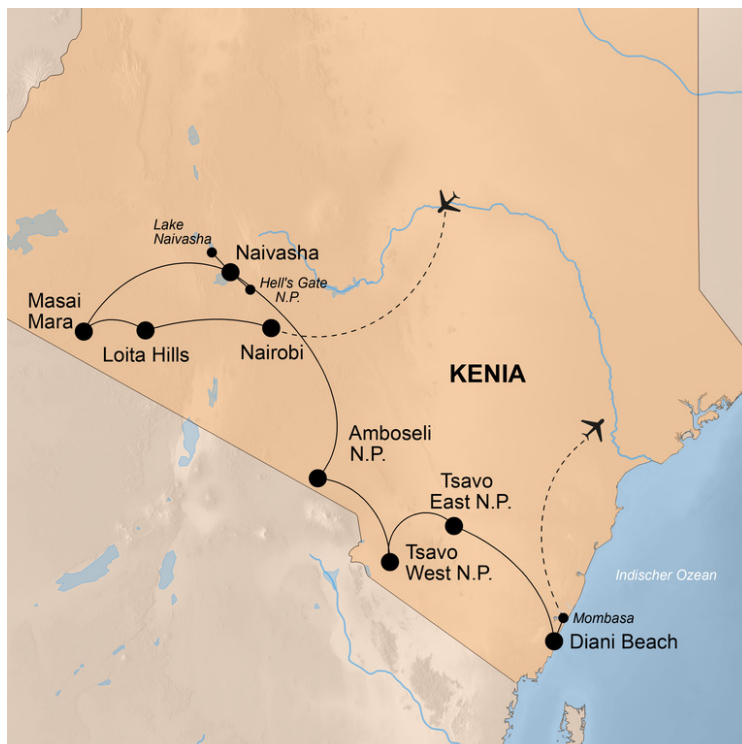 Lake
Naivasha
Naivasha
Hell's Gate
N.P.
Masai
Mara
Loita Hills
Nairobi
KENIA
Amboseli
N.P.
Tsavo
East N.P.
Tsavo
West N.P.
Indischer Ozean
Mombasa
Diani Beach